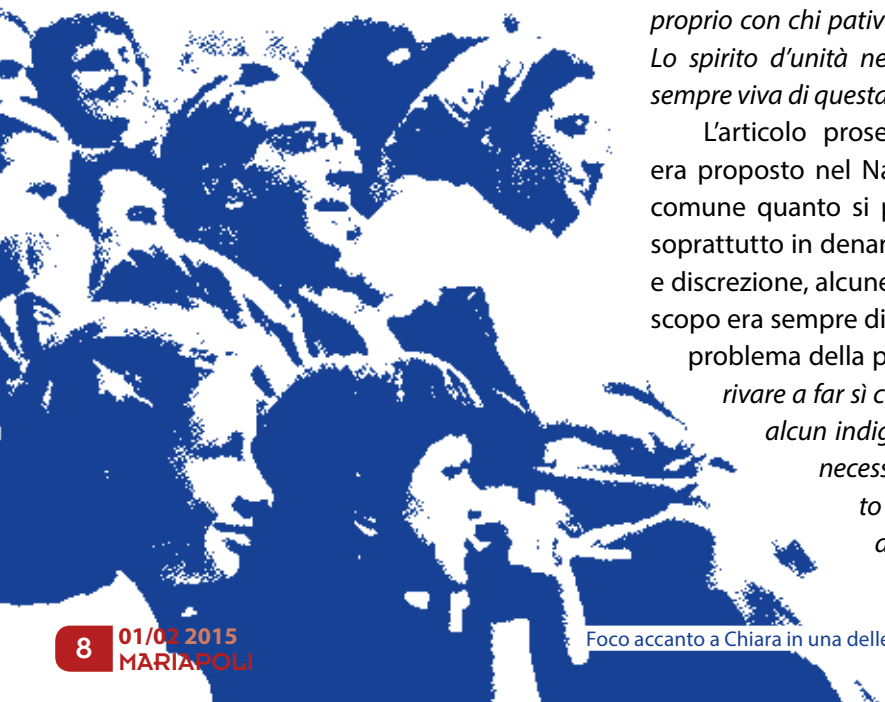 proprio con chi pativ
Lo spirito d’unità ne
sempre viva di questa
L’articolo prose
era proposto nel Na
comune quanto si p
soprattutto in denar
e discrezione, alcune
scopo era sempre di
problema della p
rivare a far sì c
alcun indig
necess
to
a
Foco accanto a Chiara in una delle
8
01/02 2015
MARIAPOLI